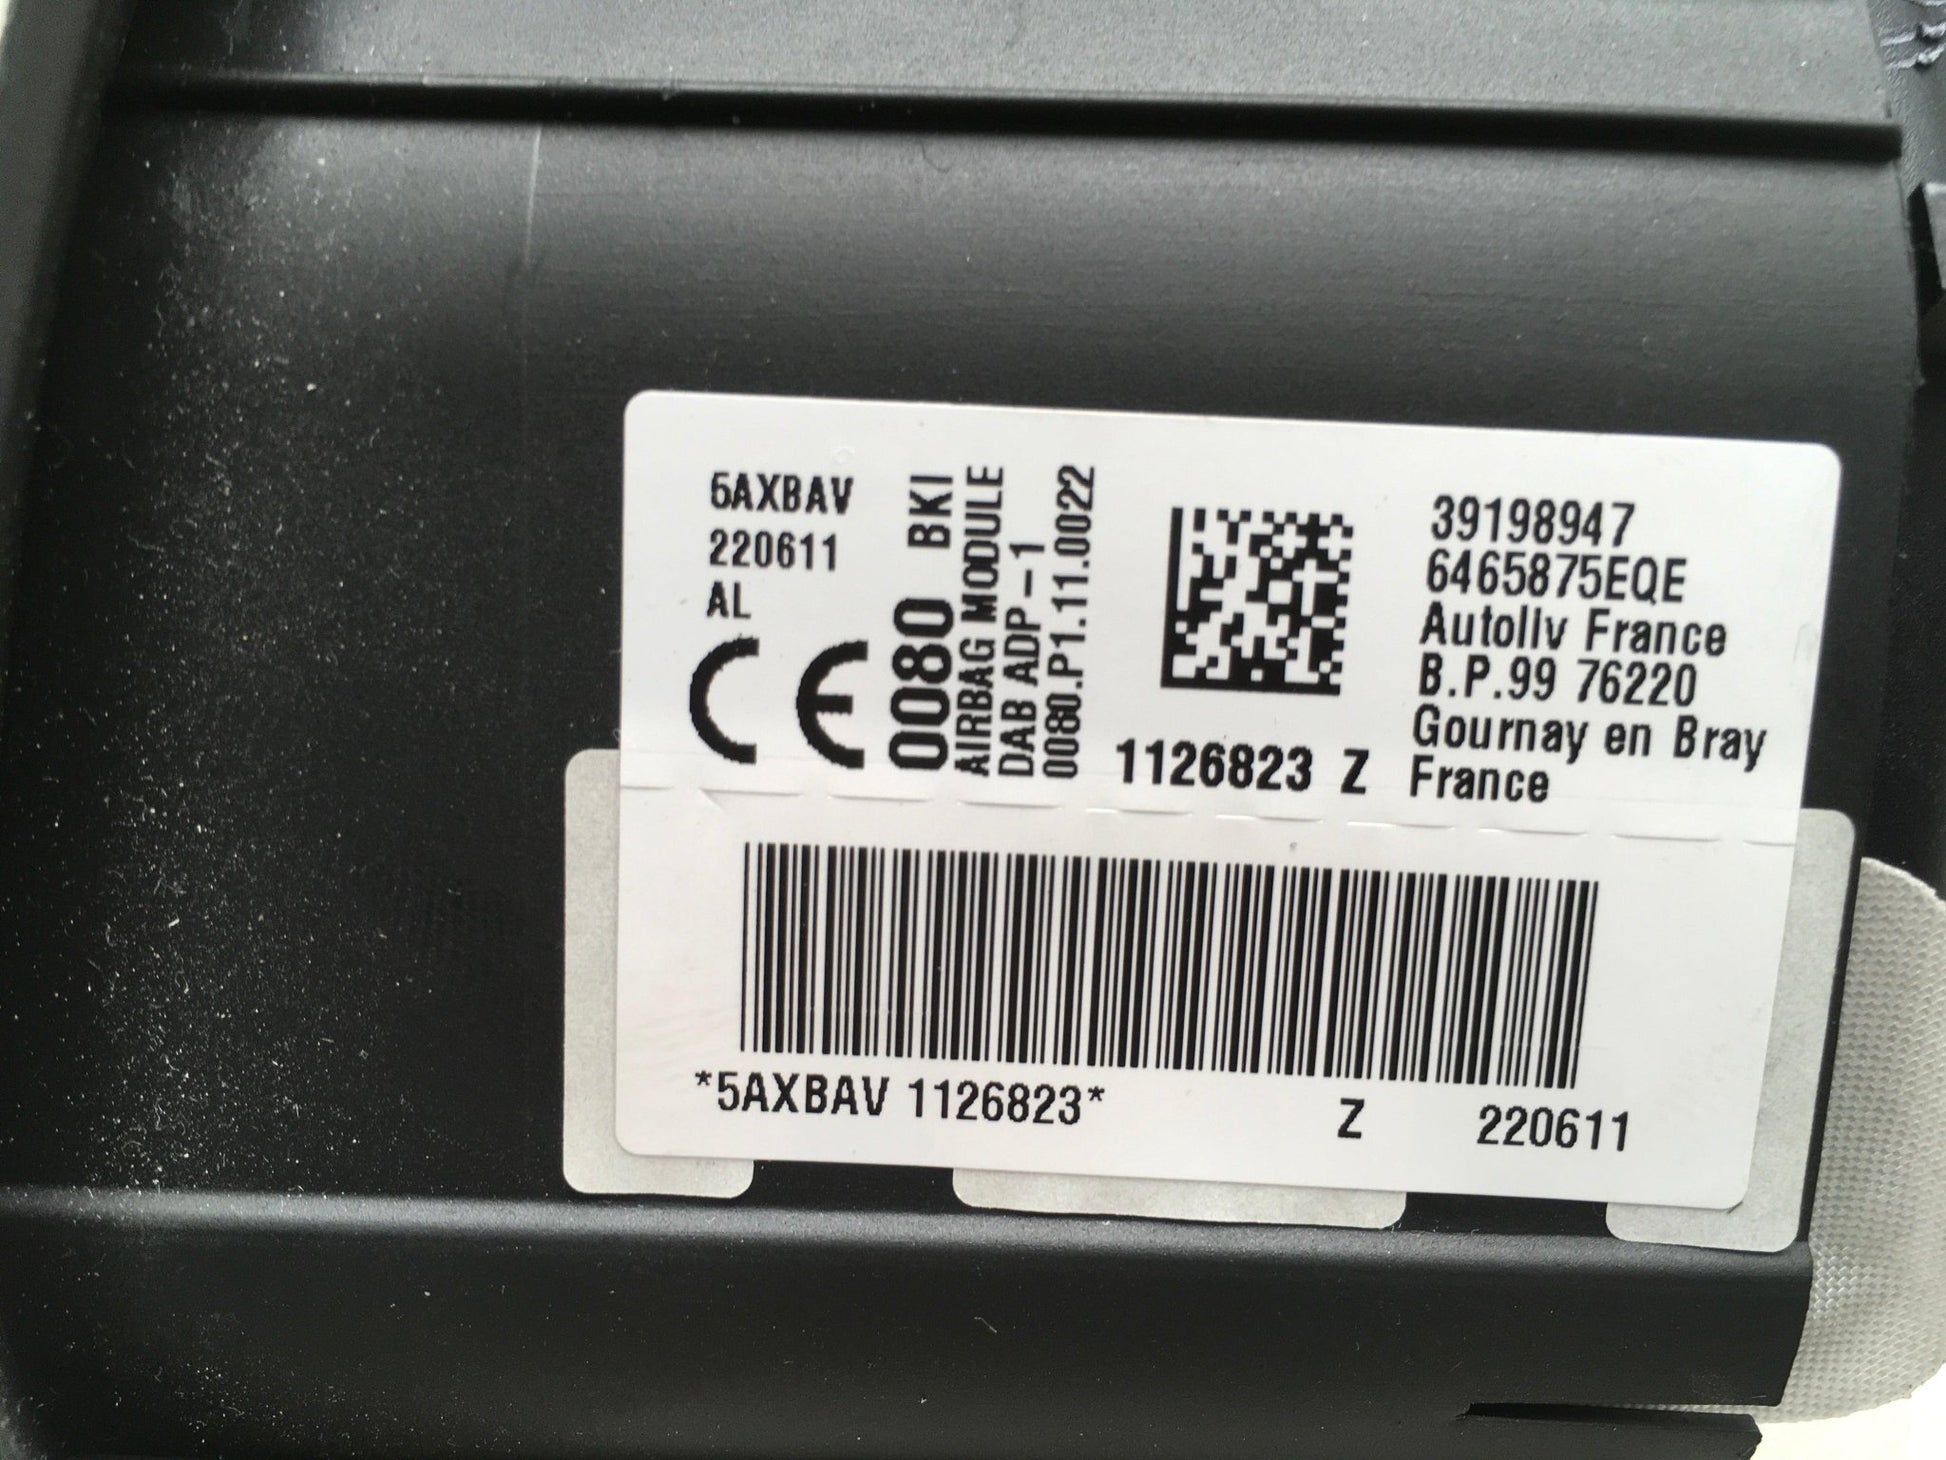 5AXBAV
220611
AL
CE
0080 BKI
AIRBAG MODULE
DAB ADP-1
0080.P1.11.0022
1126823 Z
39198947
6465875EQE
Autoliv France
B.P.99 76220
Gournay en Bray
France
*5AXBAV 1126823* Z 220611